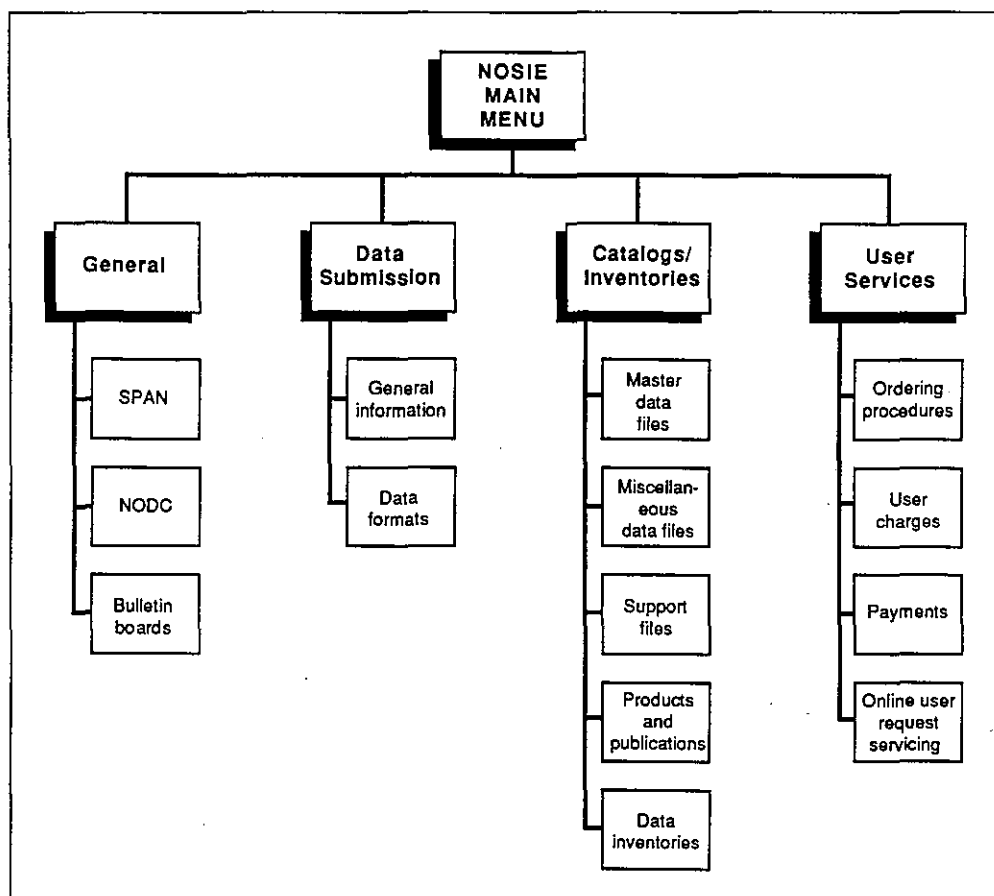 NOSIE
MAIN
MENU
General
Data
Submission
Catalogs/
Inventories
User
Services
SPAN
NODC
Bulletin
boards
General
information
Data
formats
Master
data
files
Miscellan-
eous
data files
Support
files
Products
and
publications
Data
inventories
Ordering
procedures
User
charges
Payments
Online user
request
servicing